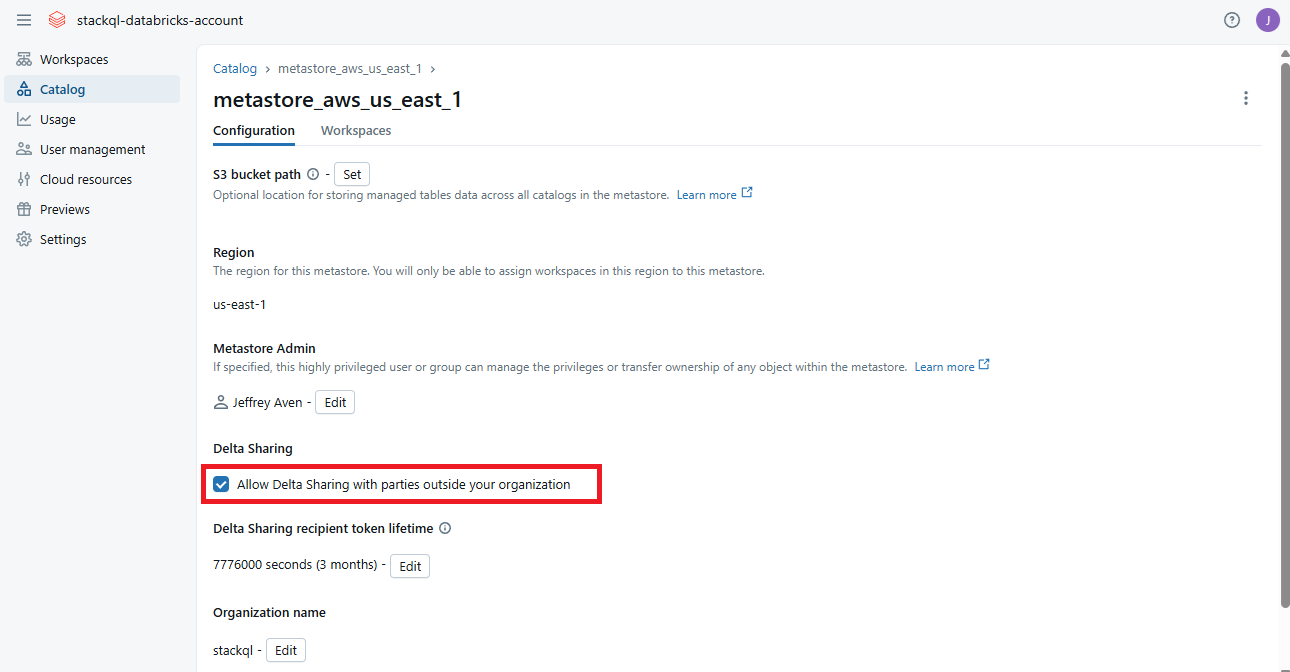 stackql-databricks-account
J
Workspaces
Catalog
Usage
User management
Cloud resources
Previews
Settings
Catalog › metastore_aws_us_east_1 ›
metastore_aws_us_east_1
Configuration Workspaces
S3 bucket path - Set
Optional location for storing managed tables data across all catalogs in the metastore. Learn more
Region
The region for this metastore. You will only be able to assign workspaces in this region to this metastore.
us-east-1
Metastore Admin
If specified, this highly privileged user or group can manage the privileges or transfer ownership of any object within the metastore. Learn more
Jeffrey Aven - Edit
Delta Sharing
Allow Delta Sharing with parties outside your organization
Delta Sharing recipient token lifetime
7776000 seconds (3 months) - Edit
Organization name
stackql - Edit